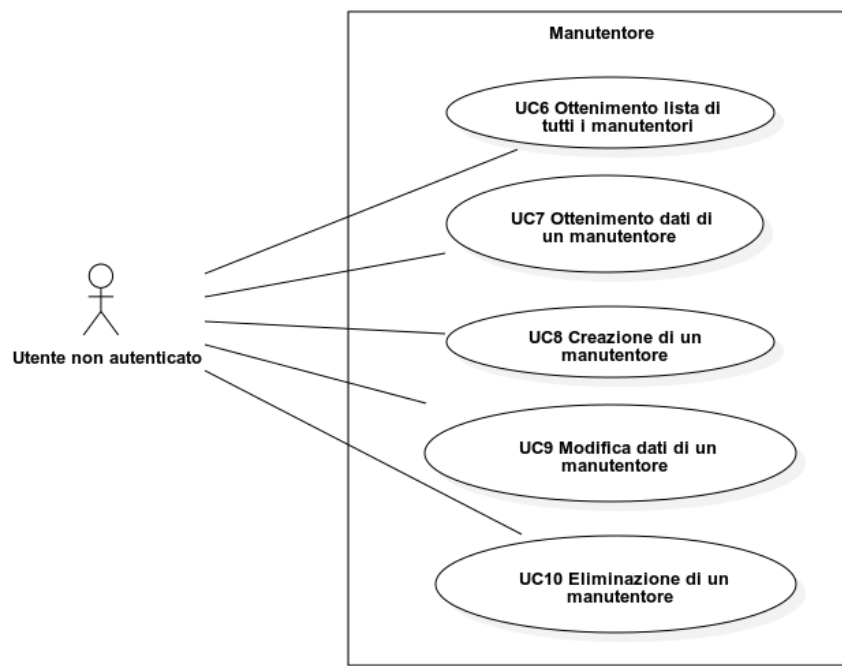 Manutentore
UC6 Ottenimento lista di
tutti i manutentori
UC7 Ottenimento dati di
un manutentore
Utente non autenticato
UC8 Creazione di un
manutentore
UC9 Modifica dati di un
manutentore
UC10 Eliminazione di un
manutentore